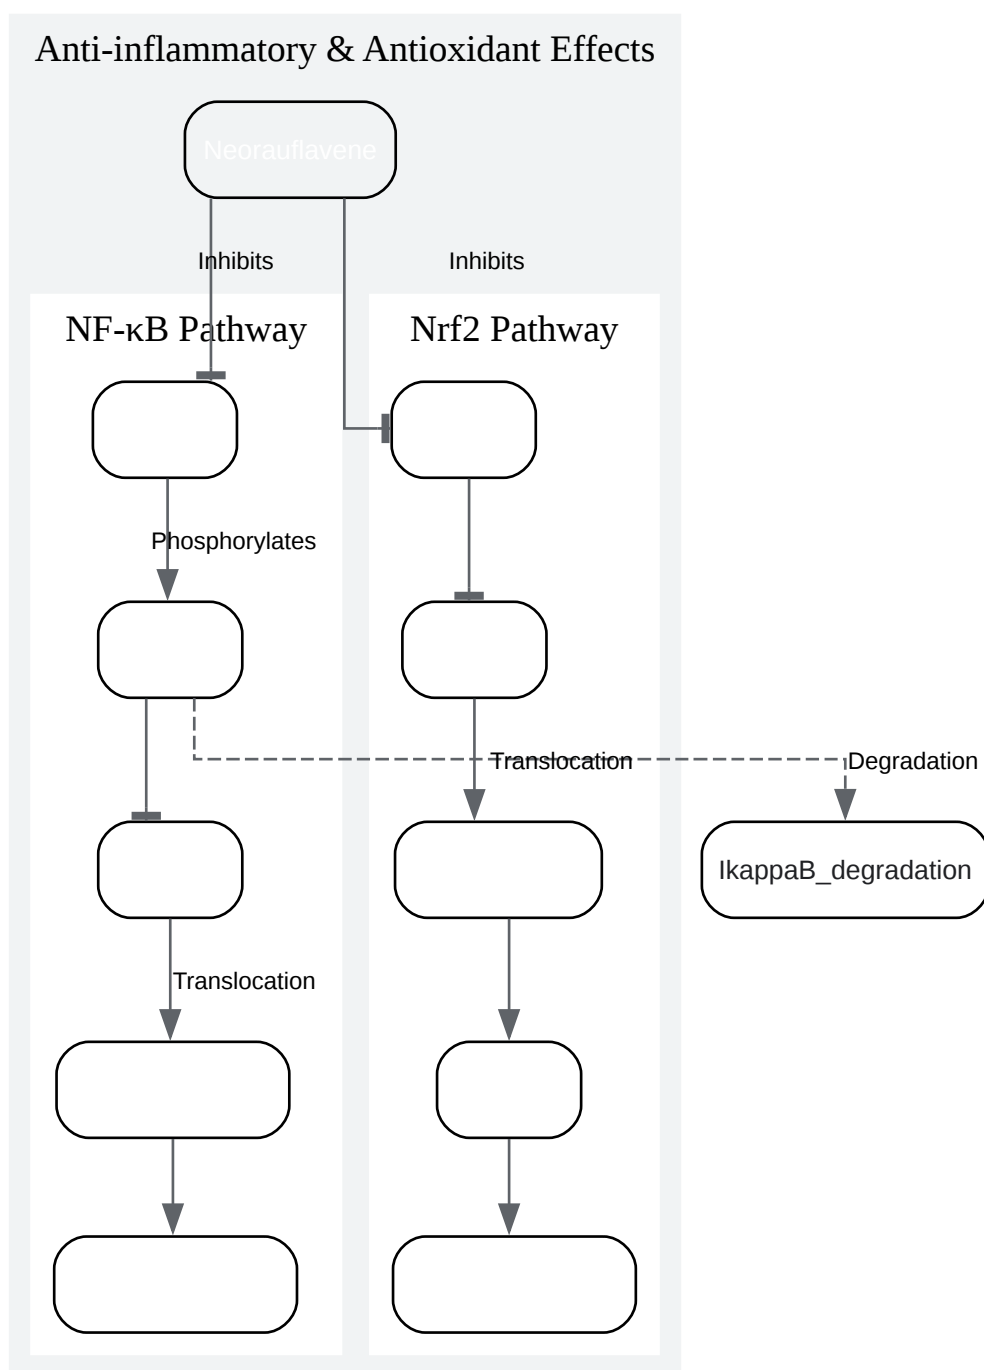 Anti-inflammatory & Antioxidant Effects
Neorauflavene
Inhibits
Inhibits
NF-κB Pathway
Nrf2 Pathway
Phosphorylates
Translocation
Degradation
IkappaB_degradation
Translocation